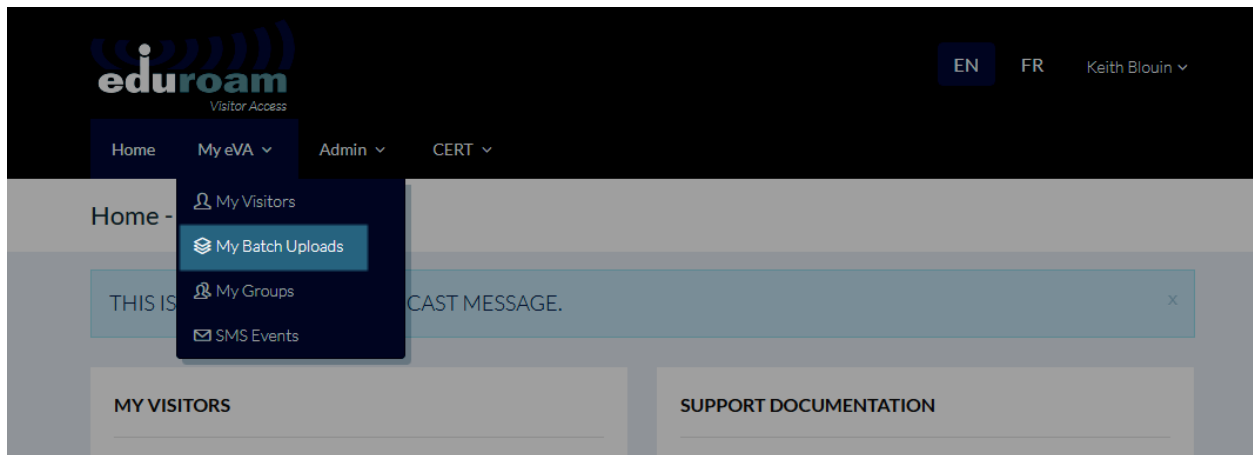 eduroam
Visitor Access
EN FR Keith Blouin
Home My eVA Admin CERT
My Visitors
Home -
My Batch Uploads
My Groups
THIS IS CAST MESSAGE.
x
SMS Events
MY VISITORS
SUPPORT DOCUMENTATION